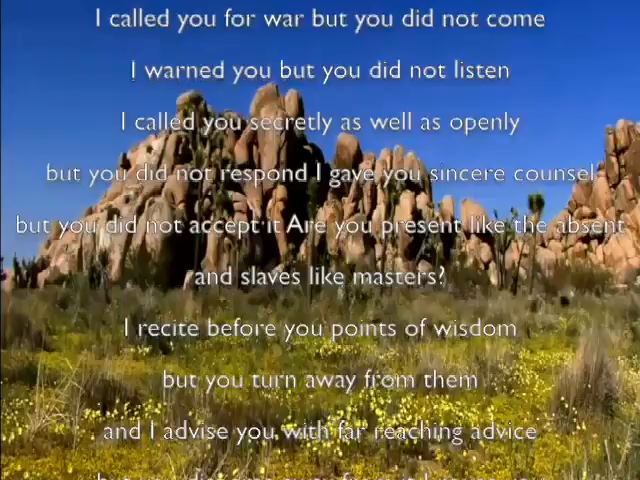 I called you for war but you did not come
I warned you but you did not listen
I called you secretly as well as openly
but you did not respond I gave you sincere counsel
but you did not accept it Are you present like the absent
and slaves like masters?
I recite before you points of wisdom
but you turn away from them
and I advise you with far reaching advice